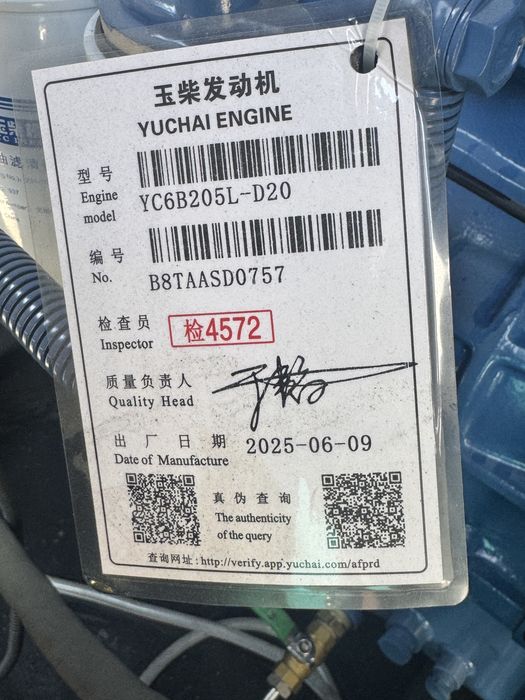 玉柴发动机
YUCHAI ENGINE
型号
Engine model
YC6B205L-D20
编号
No.
B8TAASD0757
检查员
Inspector
检4572
质量负责人
Quality Head
出厂日期
Date of Manufacture
2025-06-09
真伪查询
The authenticity
of the query
查询网址:http://verify.app.yuchai.com/afprd